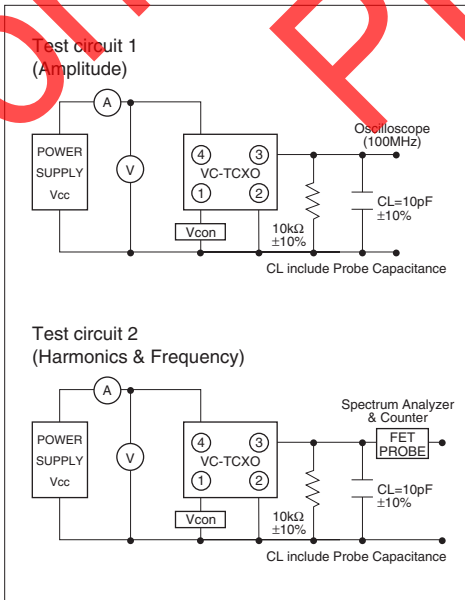 Test circuit 1
(Amplitude)
A
POWER
SUPPLY
Vcc
V
4 3
VC-TCXO
1 2
Vcon
Oscilloscope
(100MHz)
10kΩ
±10%
CL=10pF
±10%
CL include Probe Capacitance
Test circuit 2
(Harmonics & Frequency)
A
POWER
SUPPLY
Vcc
V
4 3
VC-TCXO
1 2
Vcon
Spectrum Analyzer
& Counter
FET
PROBE
10kΩ
±10%
CL=10pF
±10%
CL include Probe Capacitance